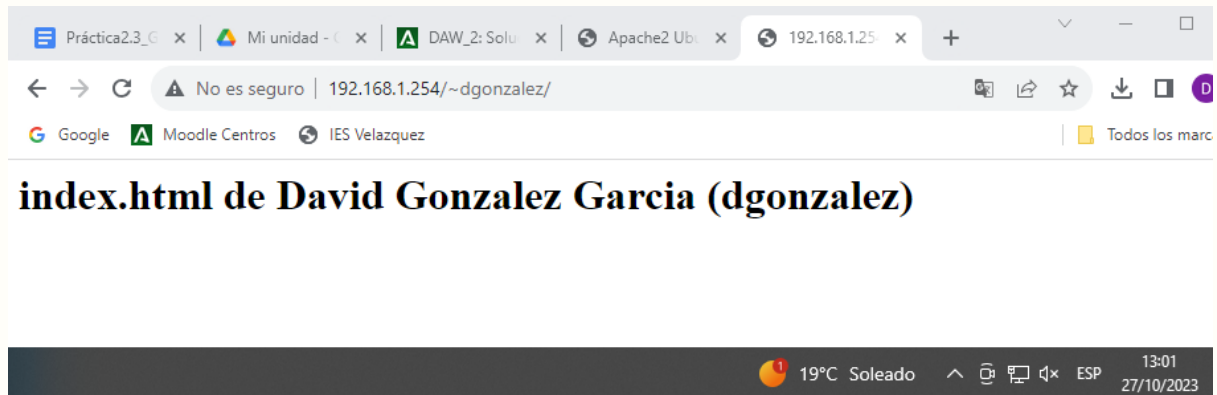 Práctica2.3_G
Mi unidad - C
DAW_2: Solu
Apache2 Ubu
192.168.1.25
No es seguro | 192.168.1.254/~dgonzalez/
D
Google
Moodle Centros
IES Velazquez
Todos los marc
index.html de David Gonzalez Garcia (dgonzalez)
1
19°C Soleado
ESP
13:01
27/10/2023